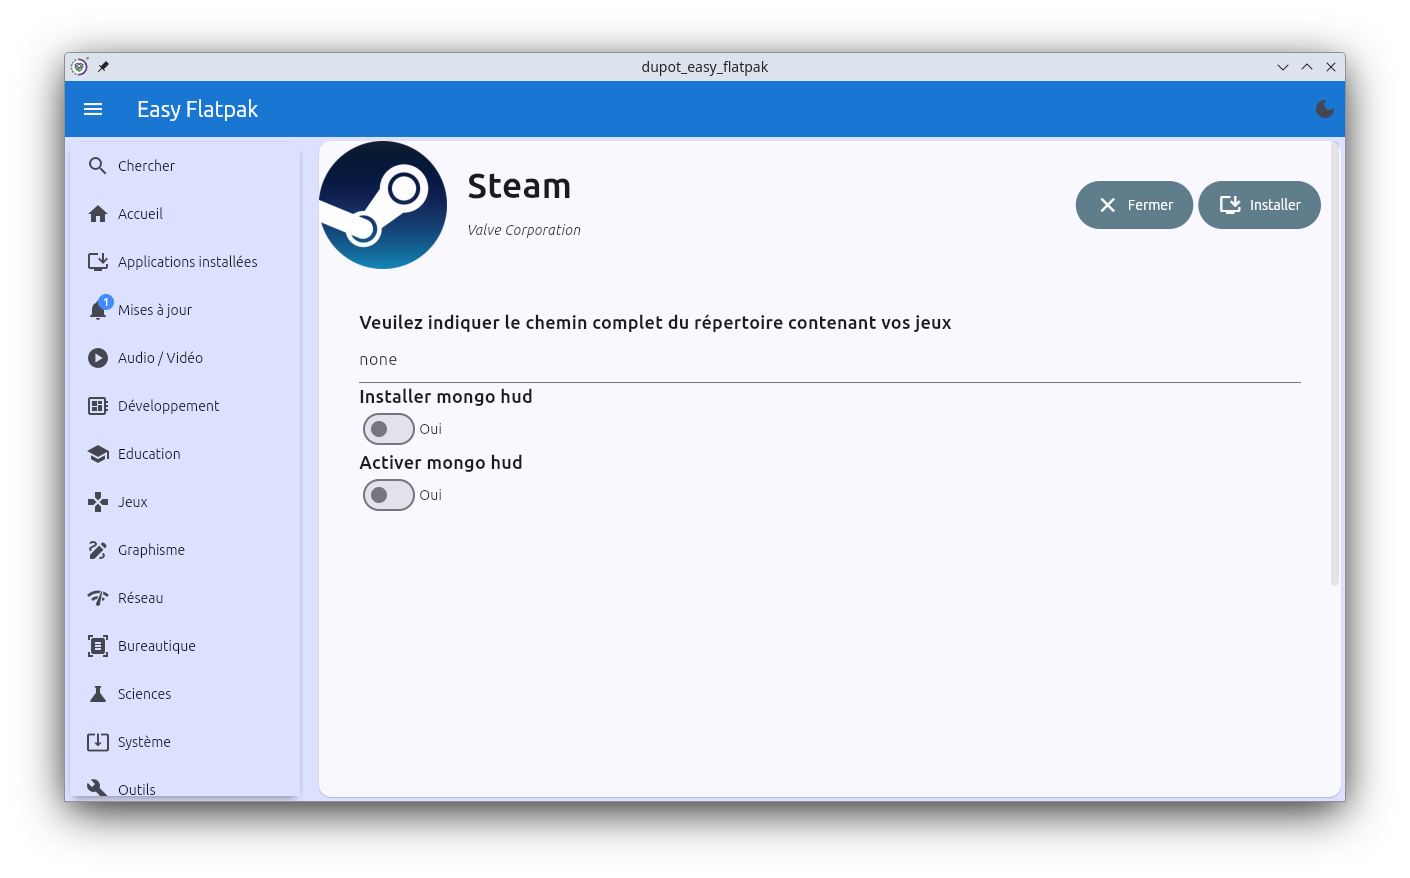 dupot_easy_flatpak
Easy Flatpak
Chercher
Accueil
Applications installées
1
Mises à jour
Audio / Vidéo
Développement
Education
Jeux
Graphisme
Réseau
Bureautique
Sciences
Système
Outils
Steam
Valve Corporation
Fermer
Installer
Veuilez indiquer le chemin complet du répertoire contenant vos jeux
none
Installer mongo hud
Oui
Activer mongo hud
Oui